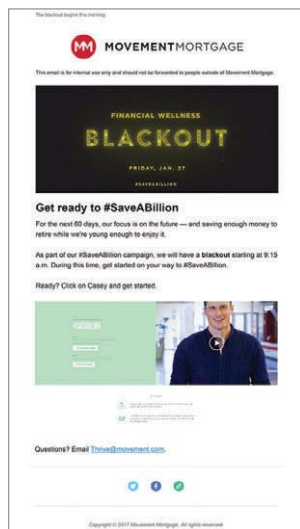 The blackout begins this morning.
MM MOVEMENTMORTGAGE
This email is for internal use only and should not be forwarded to people outside of Movement Mortgage.
FINANCIAL WELLNESS
BLACKOUT
FRIDAY, JAN. 27
#SAVEABILLION
Get ready to #SaveABillion
For the next 60 days, our focus is on the future — and saving enough money to
retire while we're young enough to enjoy it.
As part of our #SaveABillion campaign, we will have a blackout starting at 9:15
a.m. During this time, get started on your way to #SaveABillion.
Ready? Click on Casey and get started.
Questions? Email Thrive@movement.com.
Copyright © 2017 Movement Mortgage, All rights reserved